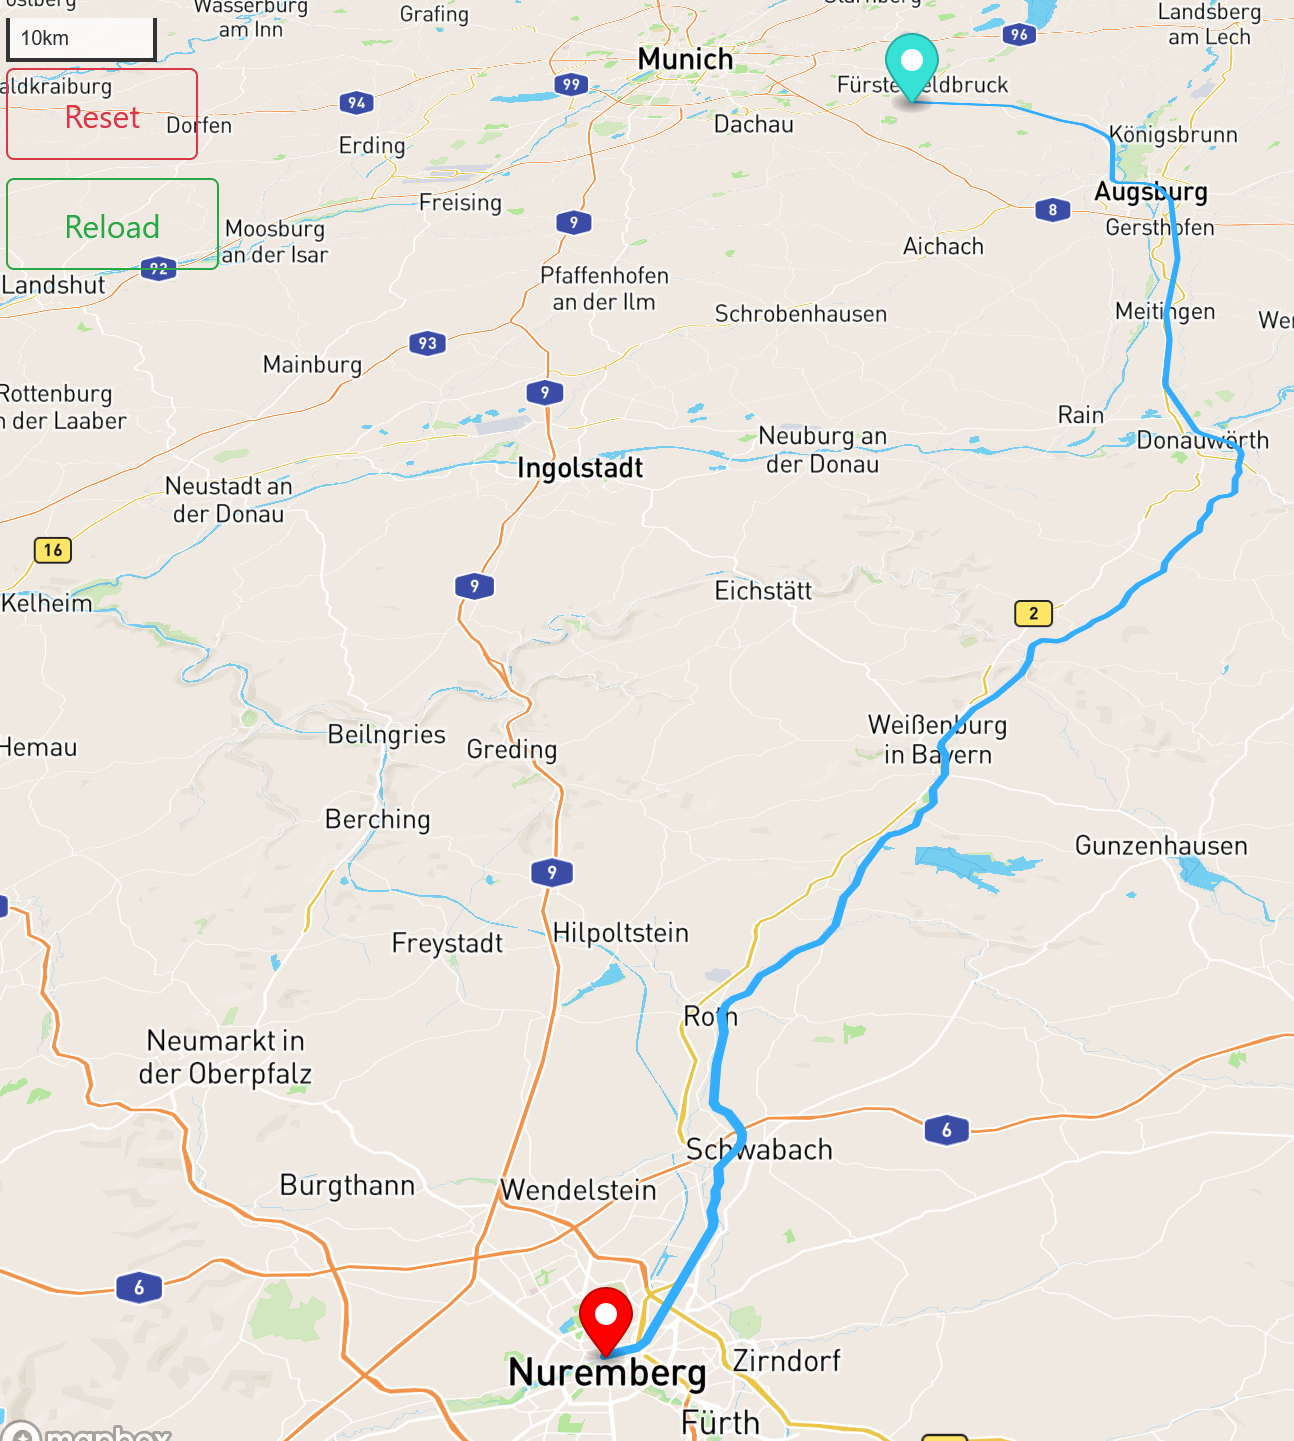 Wasserburg
am Inn
Grafing
Landsberg
am Lech
10km
96
Munich
99
Fürste
eldbruck
94
Reset
Dorfen
Dachau
Königsbrunn
Erding
Augsburg
Freising
8
9
Reload
Moosburg
an der Isar
Gersthofen
Aichach
92
Landshut
Pfaffenhofen
an der Ilm
Schrobenhausen
Meitingen
93
Mainburg
9
Rottenburg
der Laaber
Rain
Neuburg an
der Donau
Donauwörth
Ingolstadt
Neustadt an
der Donau
16
9
Eichstätt
Kelheim
2
Weißenburg
in Bayern
Beilngries
Greding
Hemau
Berching
Gunzenhausen
9
Hilpoltstein
Freystadt
Roth
Neumarkt in
der Oberpfalz
6
Schwabach
Burgthann
Wendelstein
6
Zirndorf
Nuremberg
Fürth
mapbox